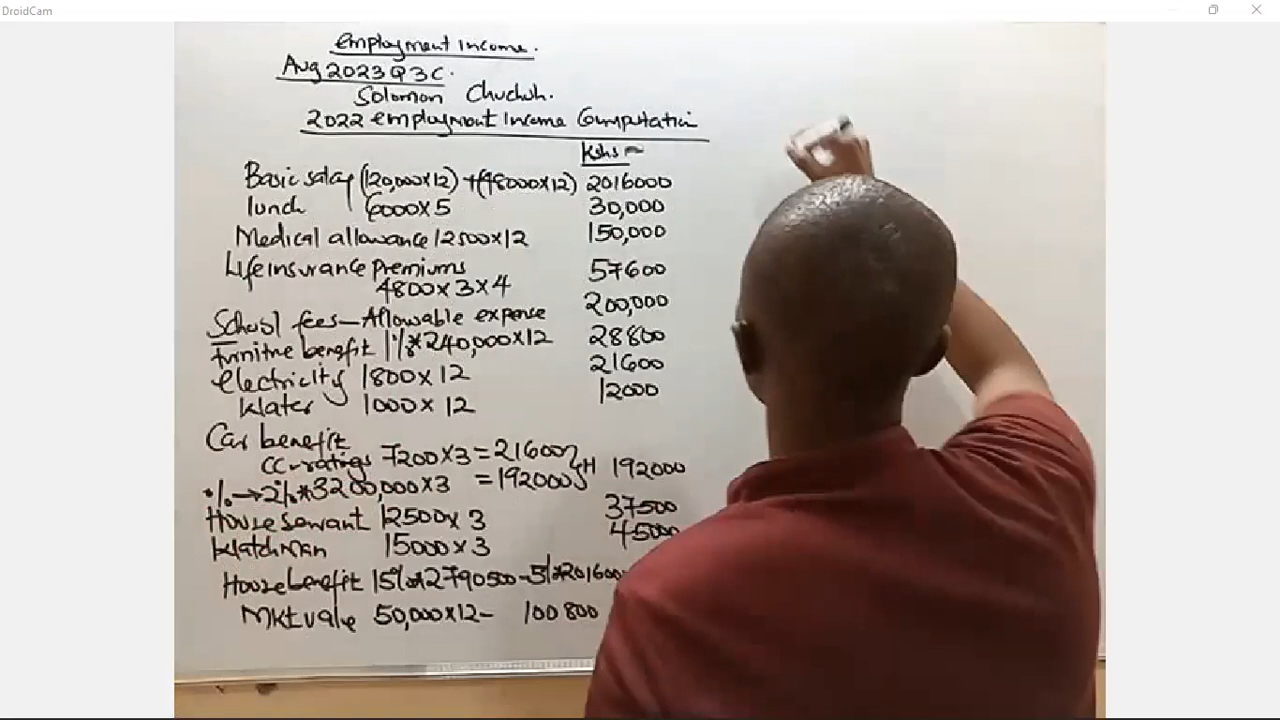 DroidCam
Employment Income.
Aug 2023 Q3C.
Solomon Chuchuh.
2022 employment Income Computation
Kshs
Basic salary (120,000x12) + (48000x12) 2016000
lunch 6000X5 30,000
Medical allowance 12500x12 150,000
Life insurance premiums 57600
4800x3x4
School fees – Allowable expense 200,000
Furnitue benefit 1%*240,000x12 28800
electricity 1800x12 21600
Water 1000x12 12000
Car benefit
CC-ratings 7200x3 = 21600
% → 2%*3200,000x3 = 192000 H 192000
House servant 12500x3 37500
Watchman 15000x3 45000
House benefit 15%*2790500-5%*201600
Mkt value 50,000x12- 100800